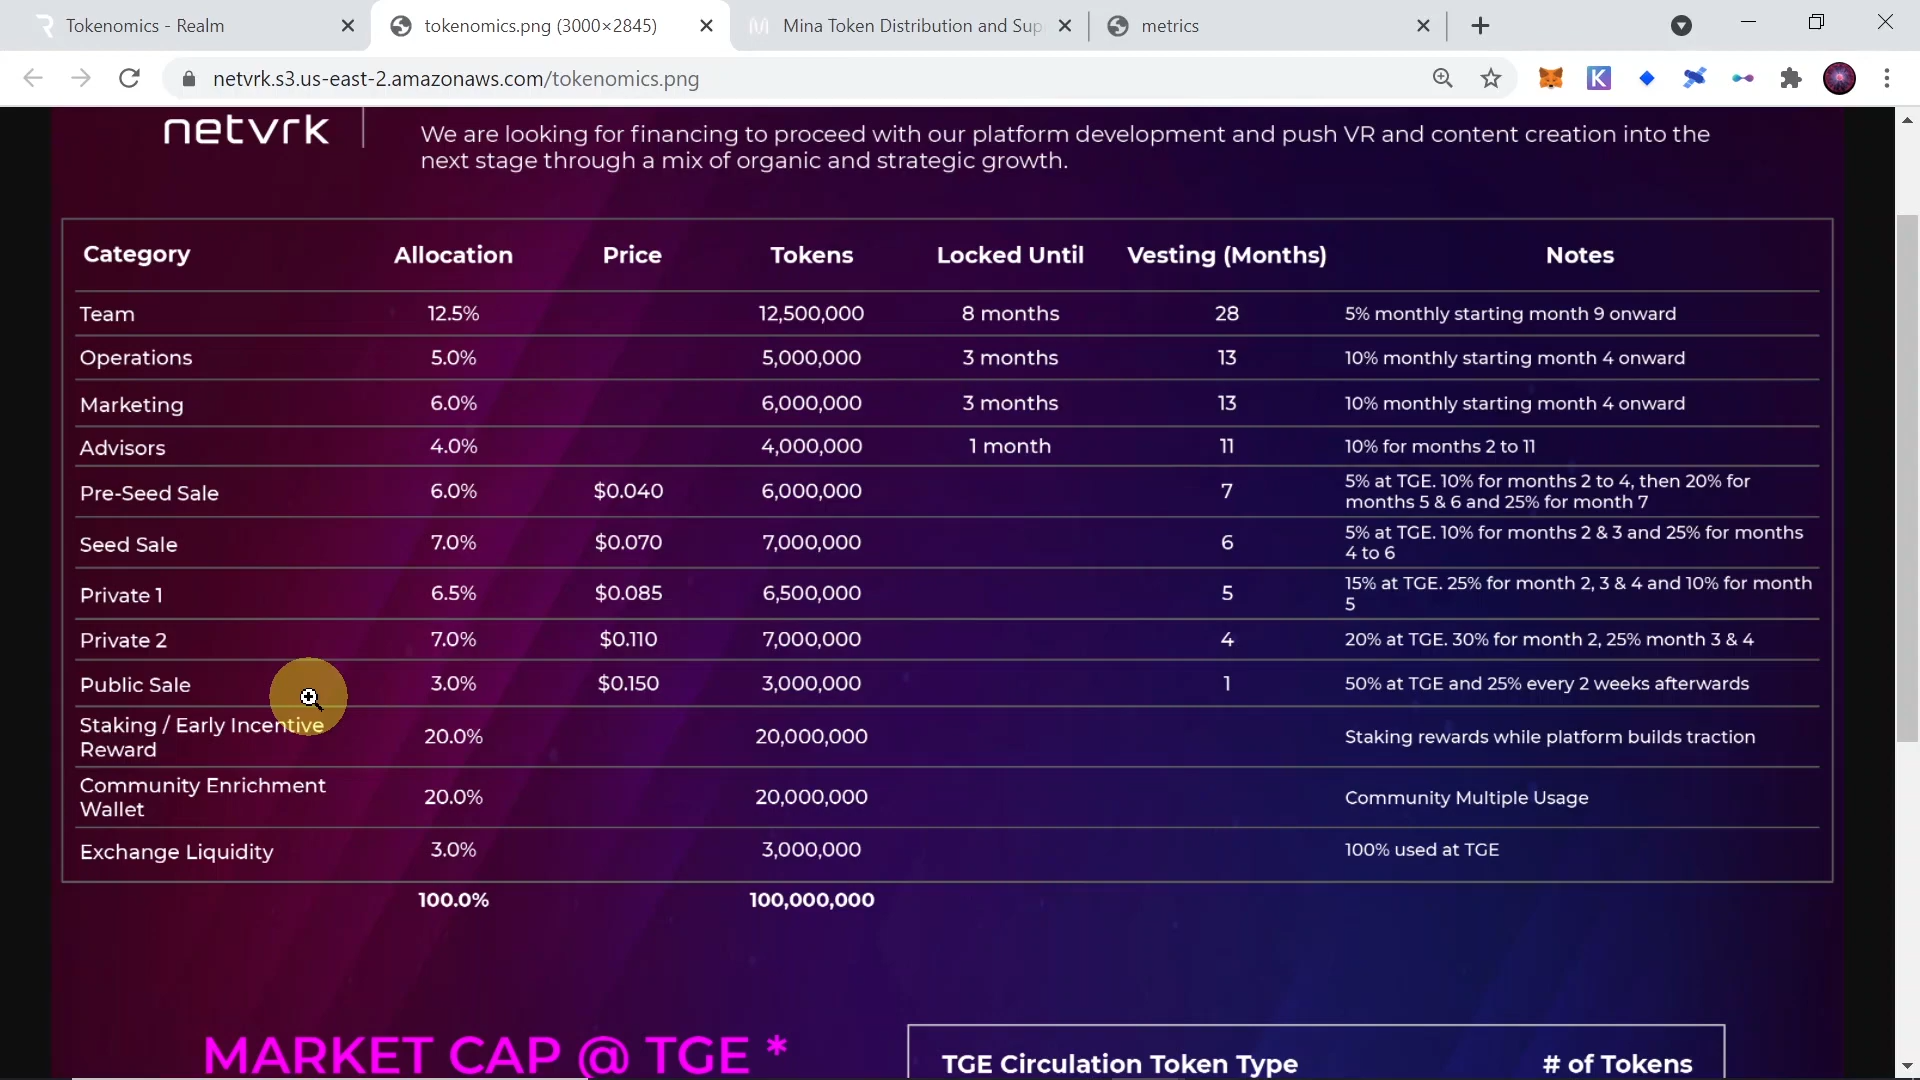 Tokenomics - Realm
tokenomics.png (3000×2845)
Mina Token Distribution and Sup
metrics
netvrk.s3.us-east-2.amazonaws.com/tokenomics.png
netvrk
We are looking for financing to proceed with our platform development and push VR and content creation into the
next stage through a mix of organic and strategic growth.
Category Allocation Price Tokens Locked Until Vesting (Months) Notes
Team 12.5% 12,500,000 8 months 28 5% monthly starting month 9 onward
Operations 5.0% 5,000,000 3 months 13 10% monthly starting month 4 onward
Marketing 6.0% 6,000,000 3 months 13 10% monthly starting month 4 onward
Advisors 4.0% 4,000,000 1 month 11 10% for months 2 to 11
Pre-Seed Sale 6.0% $0.040 6,000,000 7 5% at TGE. 10% for months 2 to 4, then 20% for
months 5 & 6 and 25% for month 7
Seed Sale 7.0% $0.070 7,000,000 6 5% at TGE. 10% for months 2 & 3 and 25% for months
4 to 6
Private 1 6.5% $0.085 6,500,000 5 15% at TGE. 25% for month 2, 3 & 4 and 10% for month
5
Private 2 7.0% $0.110 7,000,000 4 20% at TGE. 30% for month 2, 25% month 3 & 4
Public Sale 3.0% $0.150 3,000,000 1 50% at TGE and 25% every 2 weeks afterwards
Staking / Early Incentive
Reward 20.0% 20,000,000 Staking rewards while platform builds traction
Community Enrichment
Wallet 20.0% 20,000,000 Community Multiple Usage
Exchange Liquidity 3.0% 3,000,000 100% used at TGE
100.0% 100,000,000
MARKET CAP @ TGE *
TGE Circulation Token Type # of Tokens